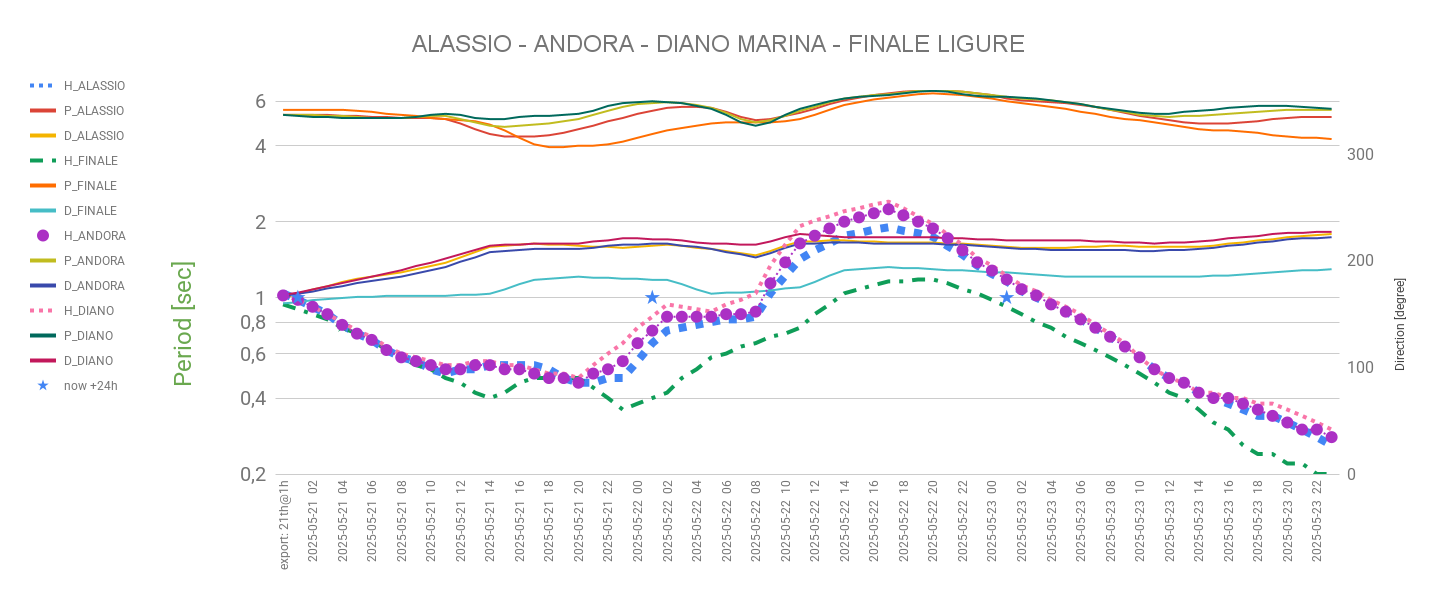 ALASSIO - ANDORA - DIANO MARINA - FINALE LIGURE
H_ALASSIO
P_ALASSIO
D_ALASSIO
H_FINALE
P_FINALE
D_FINALE
H_ANDORA
P_ANDORA
D_ANDORA
H_DIANO
P_DIANO
D_DIANO
now +24h
Period [sec]
6
4
2
1
0,8
0,6
0,4
0,2
300
200
100
0
Direction [degree]
export: 21th@1h
2025-05-21 02
2025-05-21 04
2025-05-21 06
2025-05-21 08
2025-05-21 10
2025-05-21 12
2025-05-21 14
2025-05-21 16
2025-05-21 18
2025-05-21 20
2025-05-21 22
2025-05-22 00
2025-05-22 02
2025-05-22 04
2025-05-22 06
2025-05-22 08
2025-05-22 10
2025-05-22 12
2025-05-22 14
2025-05-22 16
2025-05-22 18
2025-05-22 20
2025-05-22 22
2025-05-23 00
2025-05-23 02
2025-05-23 04
2025-05-23 06
2025-05-23 08
2025-05-23 10
2025-05-23 12
2025-05-23 14
2025-05-23 16
2025-05-23 18
2025-05-23 20
2025-05-23 22